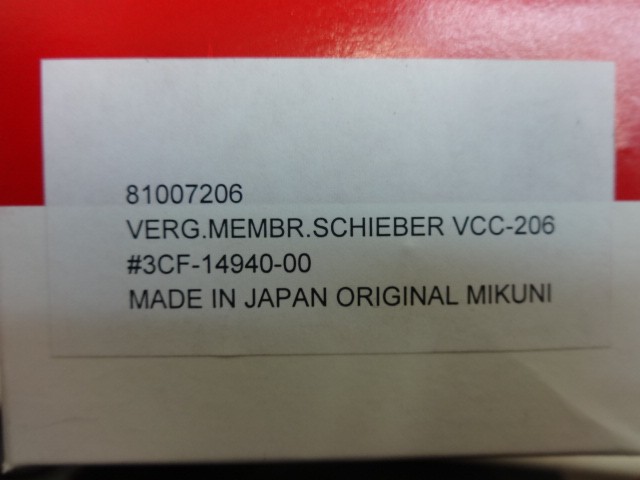 81007206
VERG.MEMBR.SCHIEBER VCC-206
#3CF-14940-00
MADE IN JAPAN ORIGINAL MIKUNI